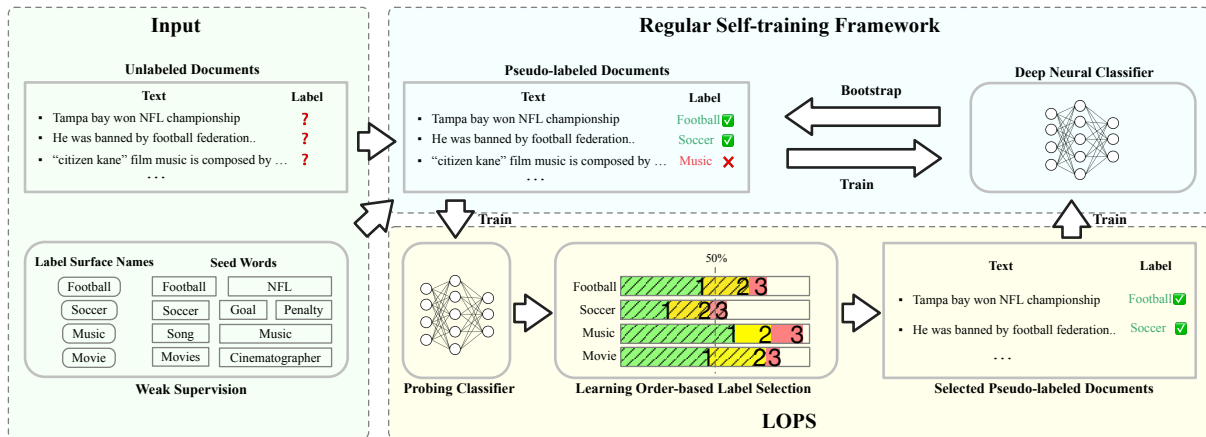 Input
Unlabeled Documents
Text Label
▪ Tampa bay won NFL championship ?
▪ He was banned by football federation.. ?
▪ “citizen kane” film music is composed by … ?
…
Label Surface Names Seed Words
Football Football NFL
Soccer Soccer Goal Penalty
Music Song Music
Movie Movies Cinematographer
Weak Supervision
Regular Self-training Framework
Pseudo-labeled Documents
Text Label
▪ Tampa bay won NFL championship Football ✅
▪ He was banned by football federation.. Soccer ✅
▪ “citizen kane” film music is composed by … Music ❌
…
Bootstrap
Train
Deep Neural Classifier
Train
Train
Probing Classifier
50%
Football 1 2 3
Soccer 1 2 3
Music 1 2 3
Movie 1 2 3
Learning Order-based Label Selection
Text Label
▪ Tampa bay won NFL championship Football ✅
▪ He was banned by football federation.. Soccer ✅
…
Selected Pseudo-labeled Documents
LOPS